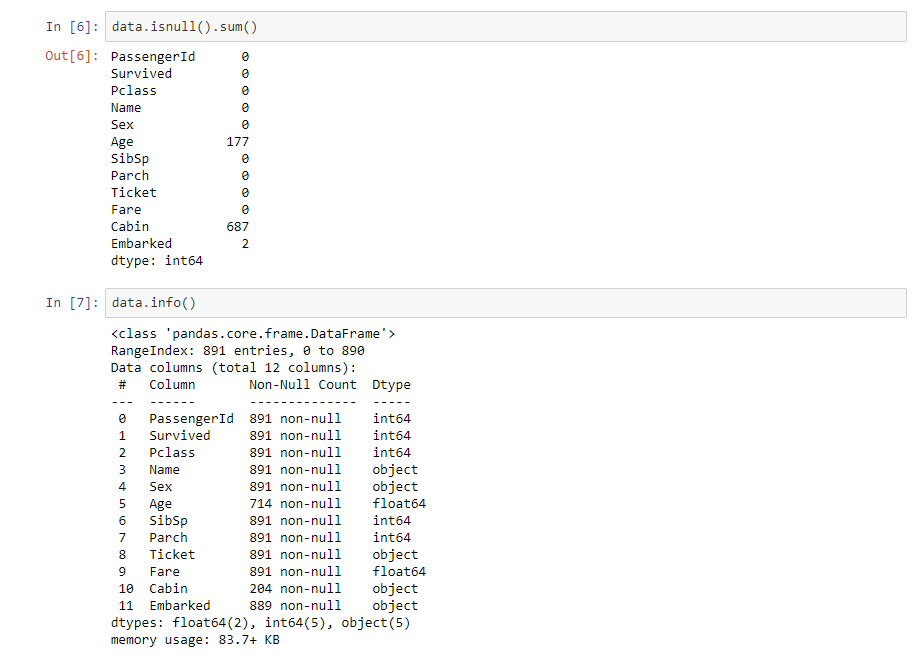 In [6]: data.isnull().sum()
Out[6]: PassengerId 0
Survived 0
Pclass 0
Name 0
Sex 0
Age 177
SibSp 0
Parch 0
Ticket 0
Fare 0
Cabin 687
Embarked 2
dtype: int64
In [7]: data.info()
<class 'pandas.core.frame.DataFrame'>
RangeIndex: 891 entries, 0 to 890
Data columns (total 12 columns):
# Column Non-Null Count Dtype
--- ------ -------------- -----
0 PassengerId 891 non-null int64
1 Survived 891 non-null int64
2 Pclass 891 non-null int64
3 Name 891 non-null object
4 Sex 891 non-null object
5 Age 714 non-null float64
6 SibSp 891 non-null int64
7 Parch 891 non-null int64
8 Ticket 891 non-null object
9 Fare 891 non-null float64
10 Cabin 204 non-null object
11 Embarked 889 non-null object
dtypes: float64(2), int64(5), object(5)
memory usage: 83.7+ KB